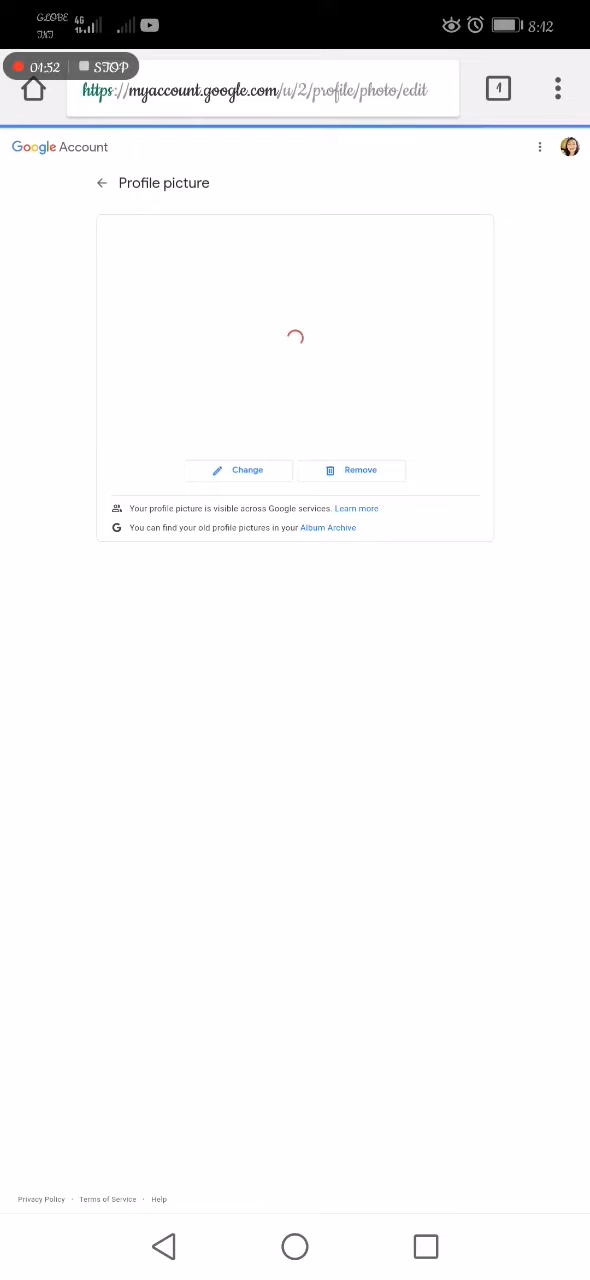 GLOBE
TNT
4G
8:42
01:52
STOP
https://myaccount.google.com/u/2/profile/photo/edit
1
Google Account
Profile picture
Change
Remove
Your profile picture is visible across Google services. Learn more
You can find your old profile pictures in your Album Archive
Privacy Policy · Terms of Service · Help